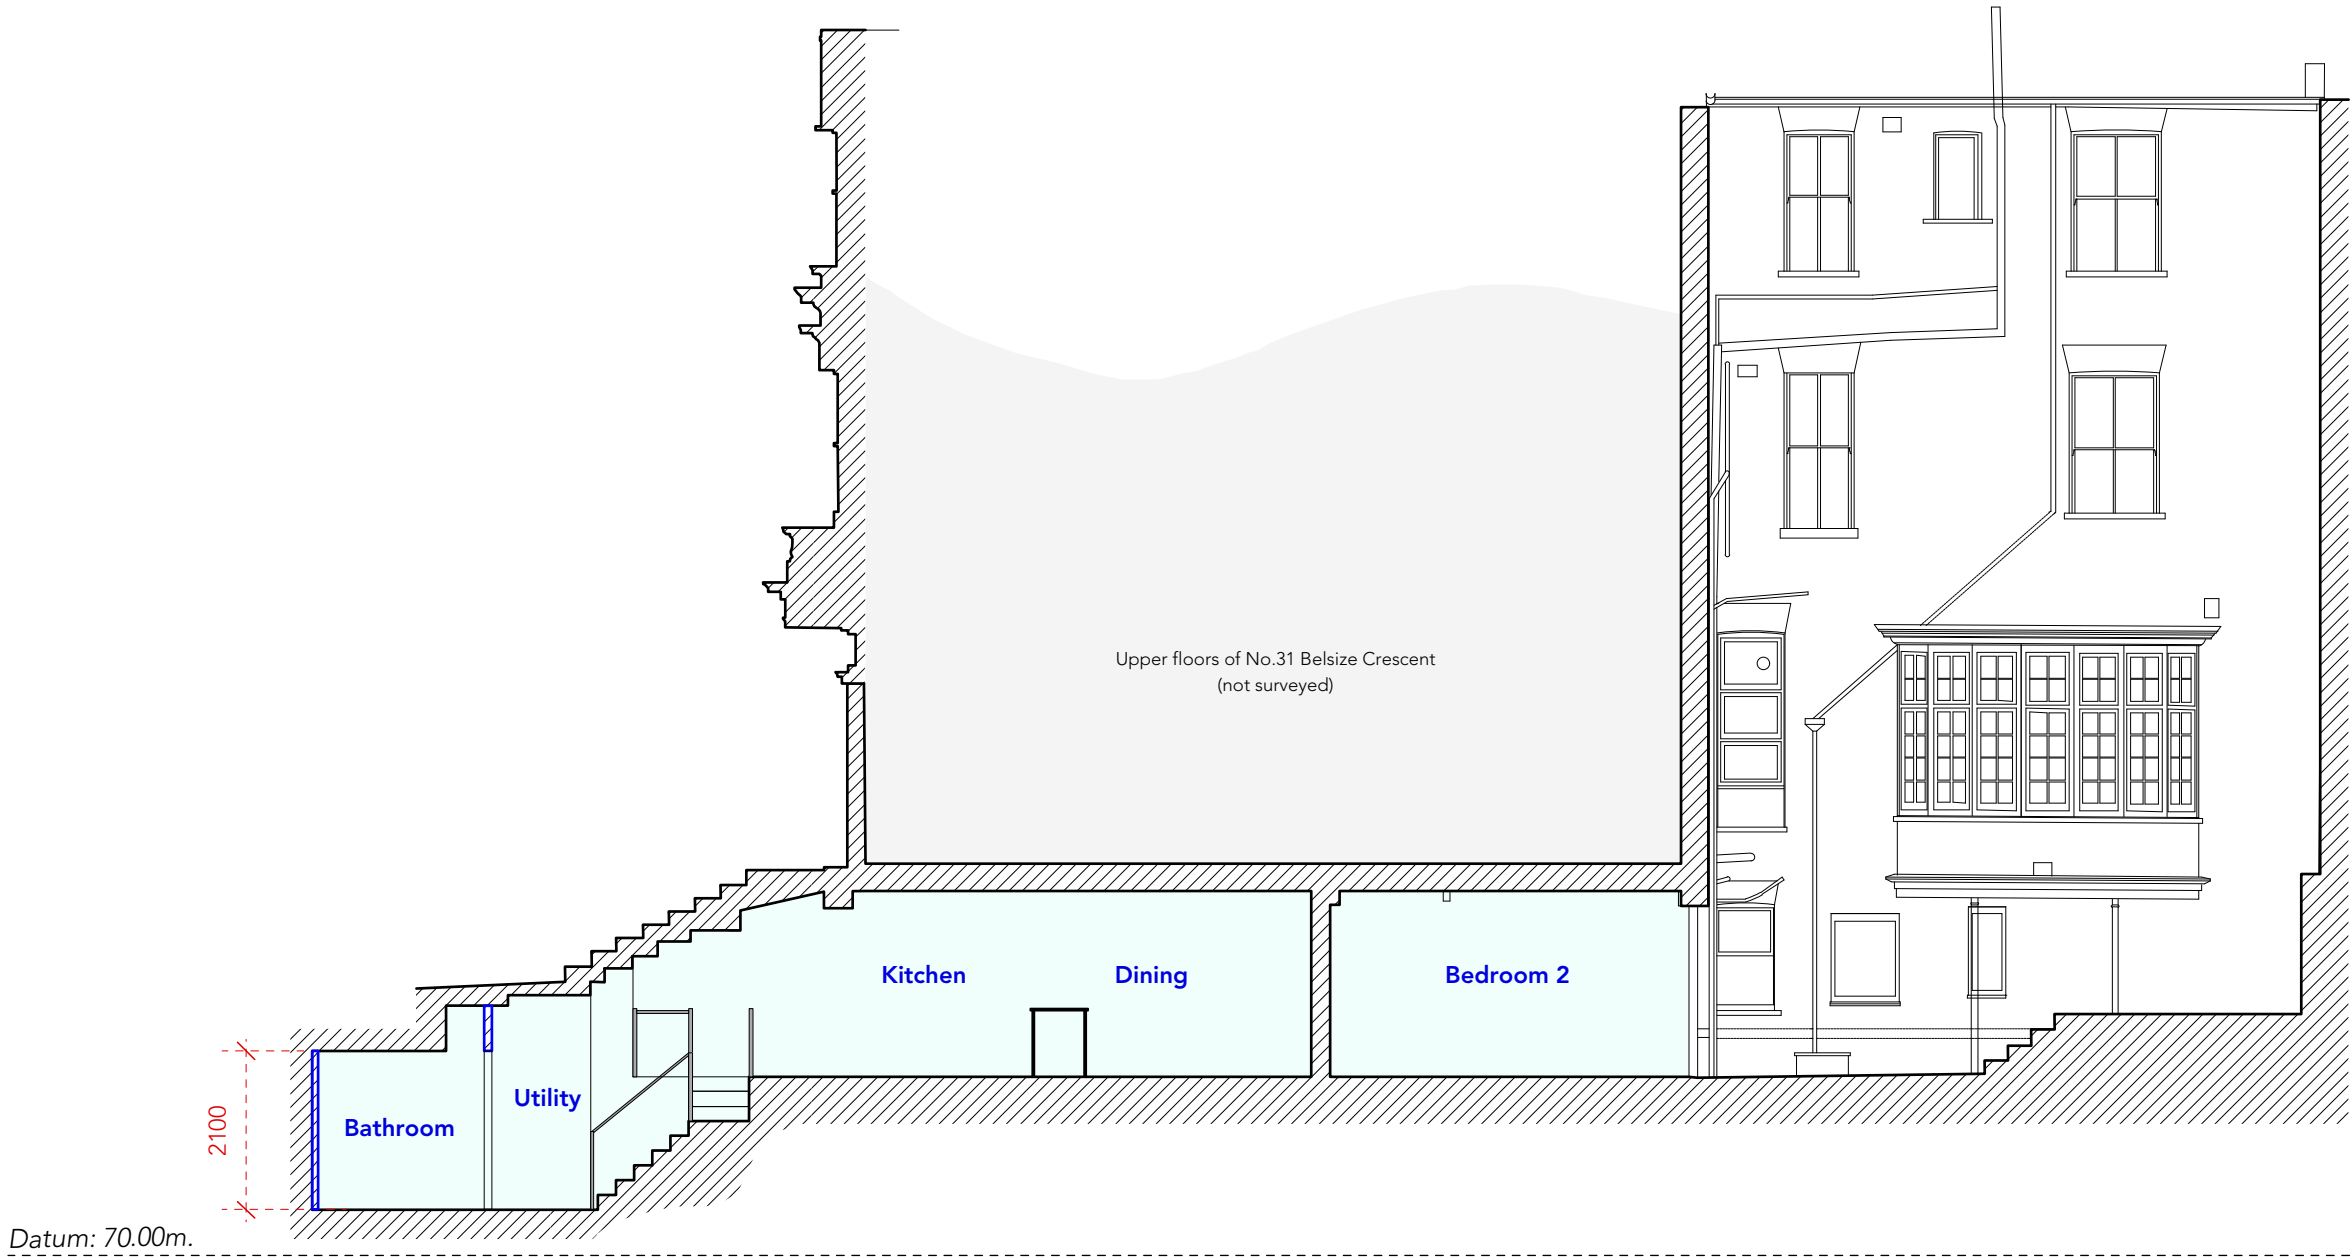 Upper floors of No.31 Belsize Crescent
(not surveyed)
Kitchen
Dining
Bedroom 2
Utility
Bathroom
2100
Datum: 70.00m.